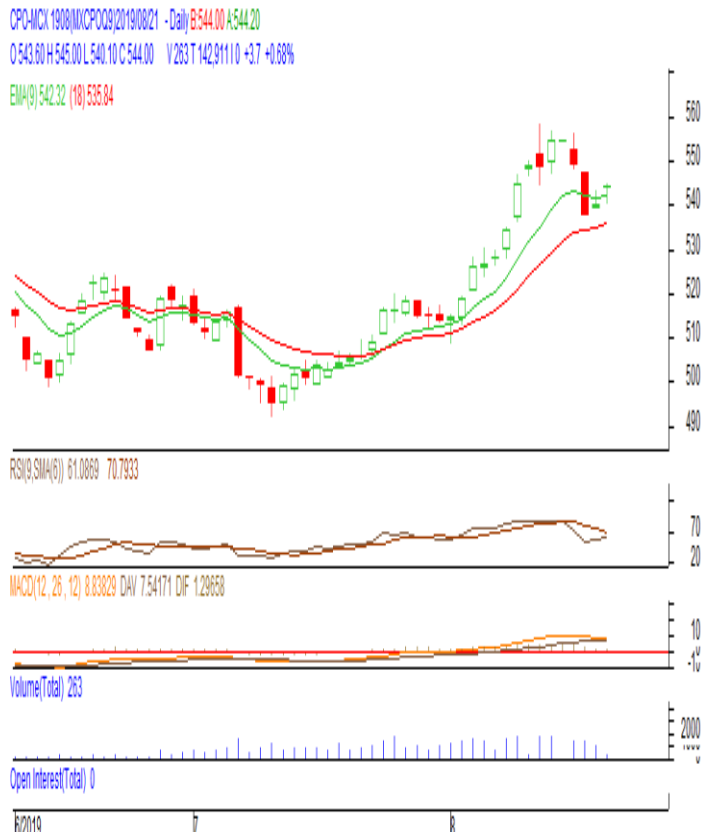 CPO-MCX 1908(MXCPOQ9)2019/08/21 - Daily B:544.00 A:544.20
O 543.60 H 545.00 L 540.10 C 544.00 V 263 T 142,911 I 0 +3.7 +0.68%
EMA(9) 542.32 (18) 535.84
560
550
540
530
520
510
500
490
RSI(9,SMA(6)) 61.0869 70.7933
70
20
MACD(12 , 26 , 12) 8.83829 DAV 7.54171 DIF 1.29658
10
Volume(Total) 263
2000
Open Interest(Total) 0
6/2019 7 8